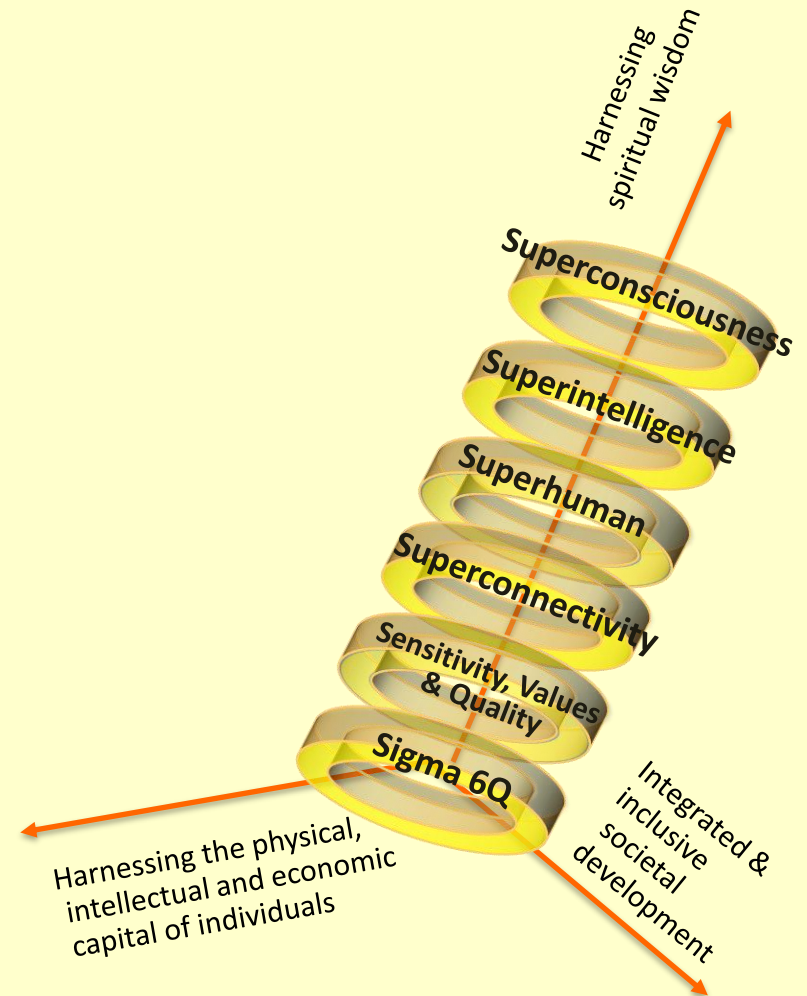 Harnessing
spiritual wisdom
Superconsciousness
Superintelligence
Superhuman
Superconnectivity
Sensitivity, Values
& Quality
Sigma 6Q
Harnessing the physical,
intellectual and economic
capital of individuals
Integrated &
inclusive
societal
development